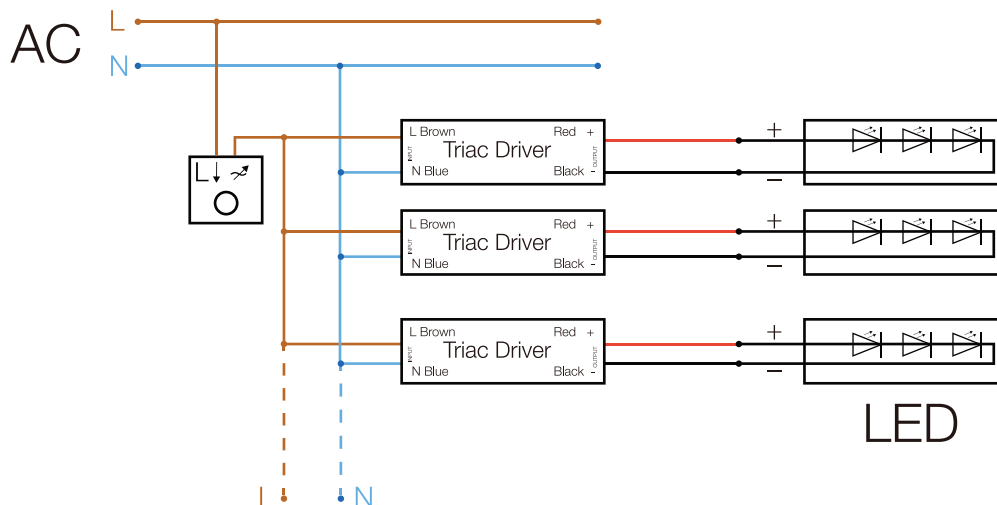 AC
L
N
L
L Brown
Red +
INPUT
Triac Driver
OUTPUT
N Blue
Black -
+
−
L Brown
Red +
INPUT
Triac Driver
OUTPUT
N Blue
Black -
+
−
L Brown
Red +
INPUT
Triac Driver
OUTPUT
N Blue
Black -
+
−
LED
L
N